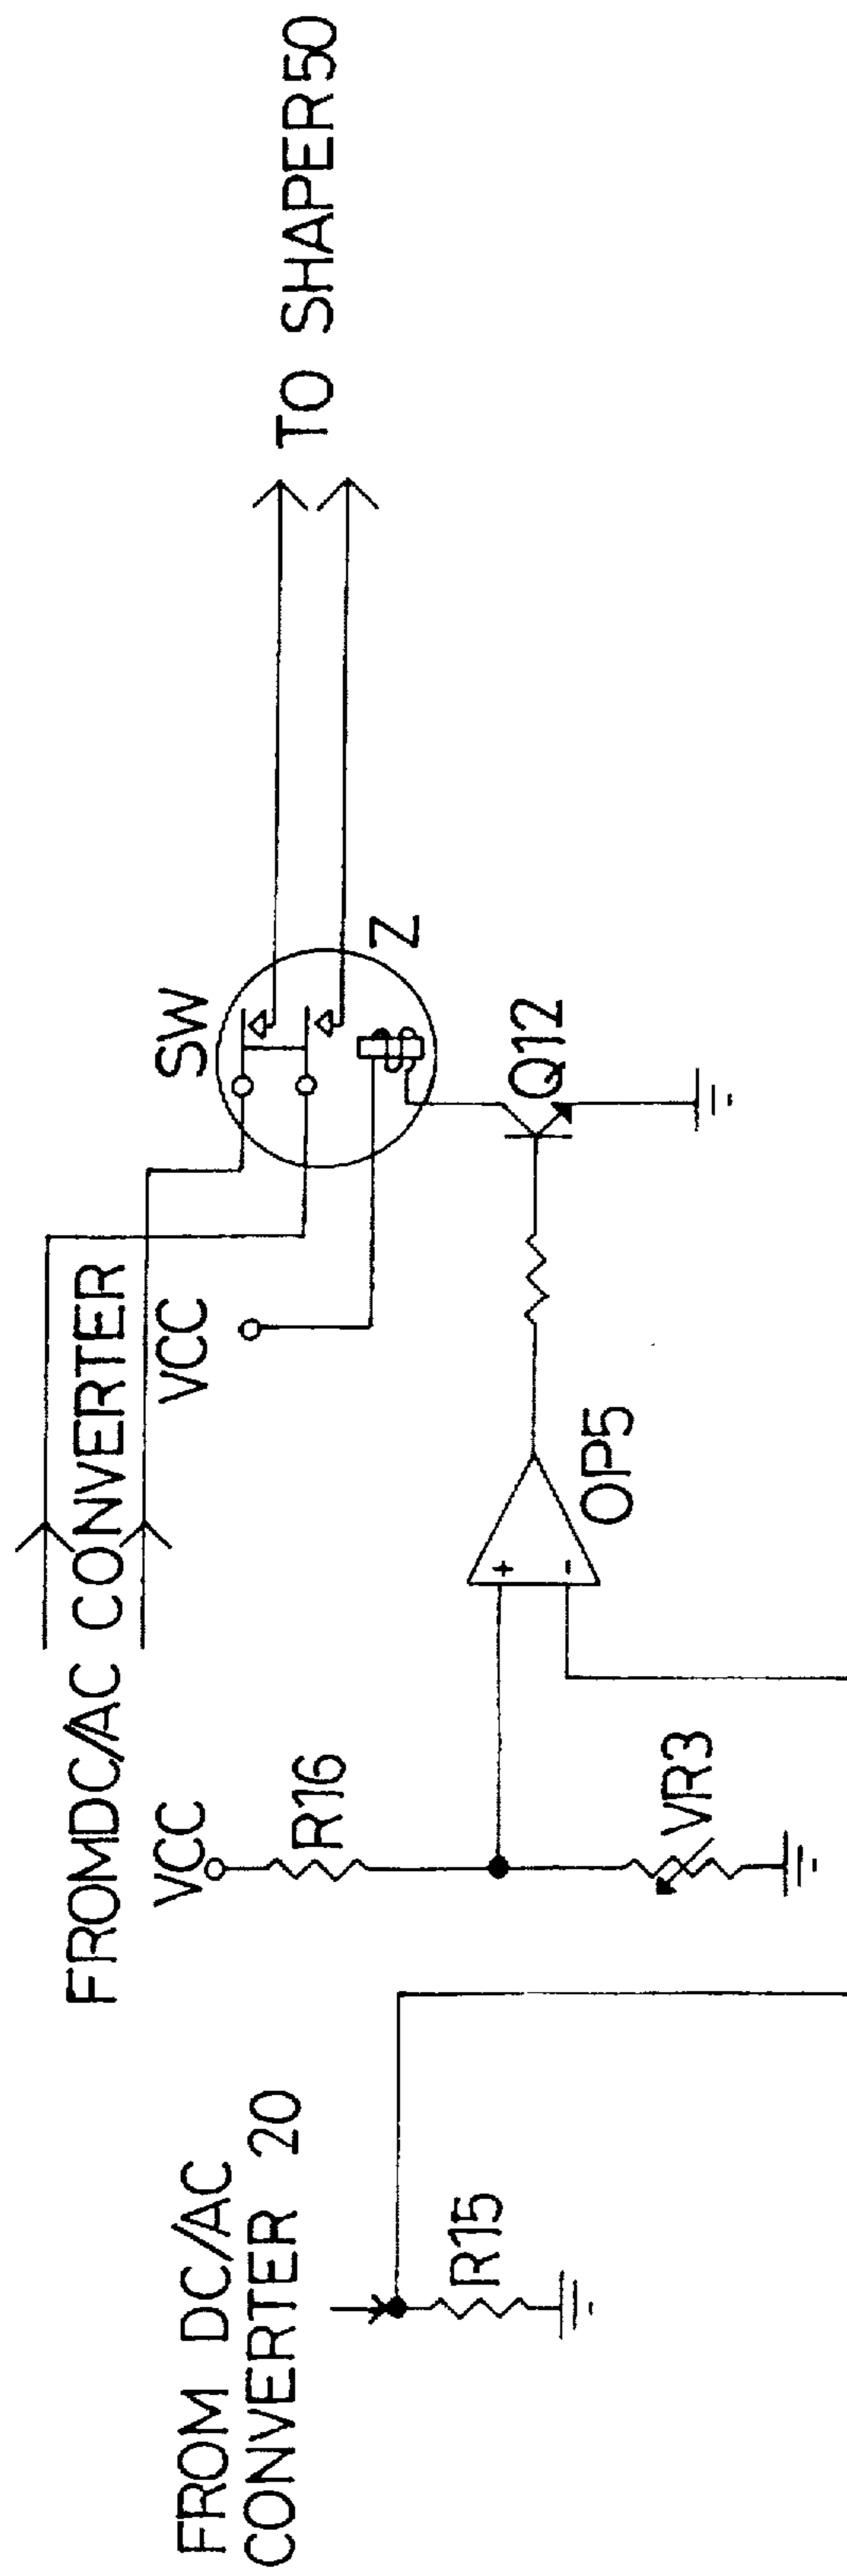 FROM DC/AC
CONVERTER 20
R15
FROMDC/AC CONVERTER
VCC
R16
VR3
+
-
OP5
VCC
SW
Z
Q12
TO SHAPER50